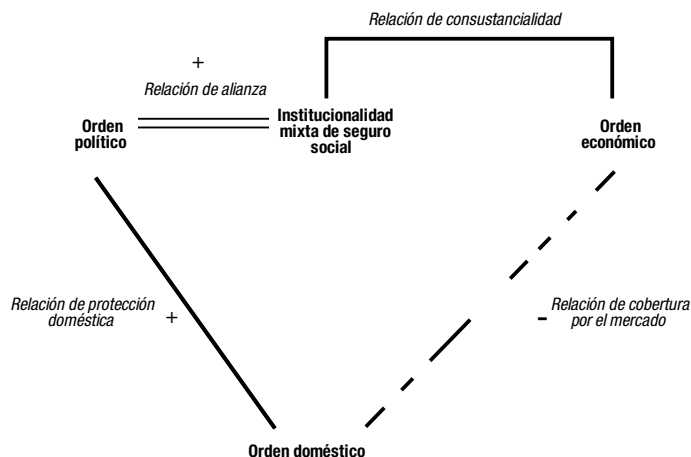 Relación de consustancialidad
+
Relación de alianza
Orden
político
Institucionalidad
mixta de seguro
social
Orden
económico
Relación de protección
doméstica
+
-
Relación de cobertura
por el mercado
Orden doméstico